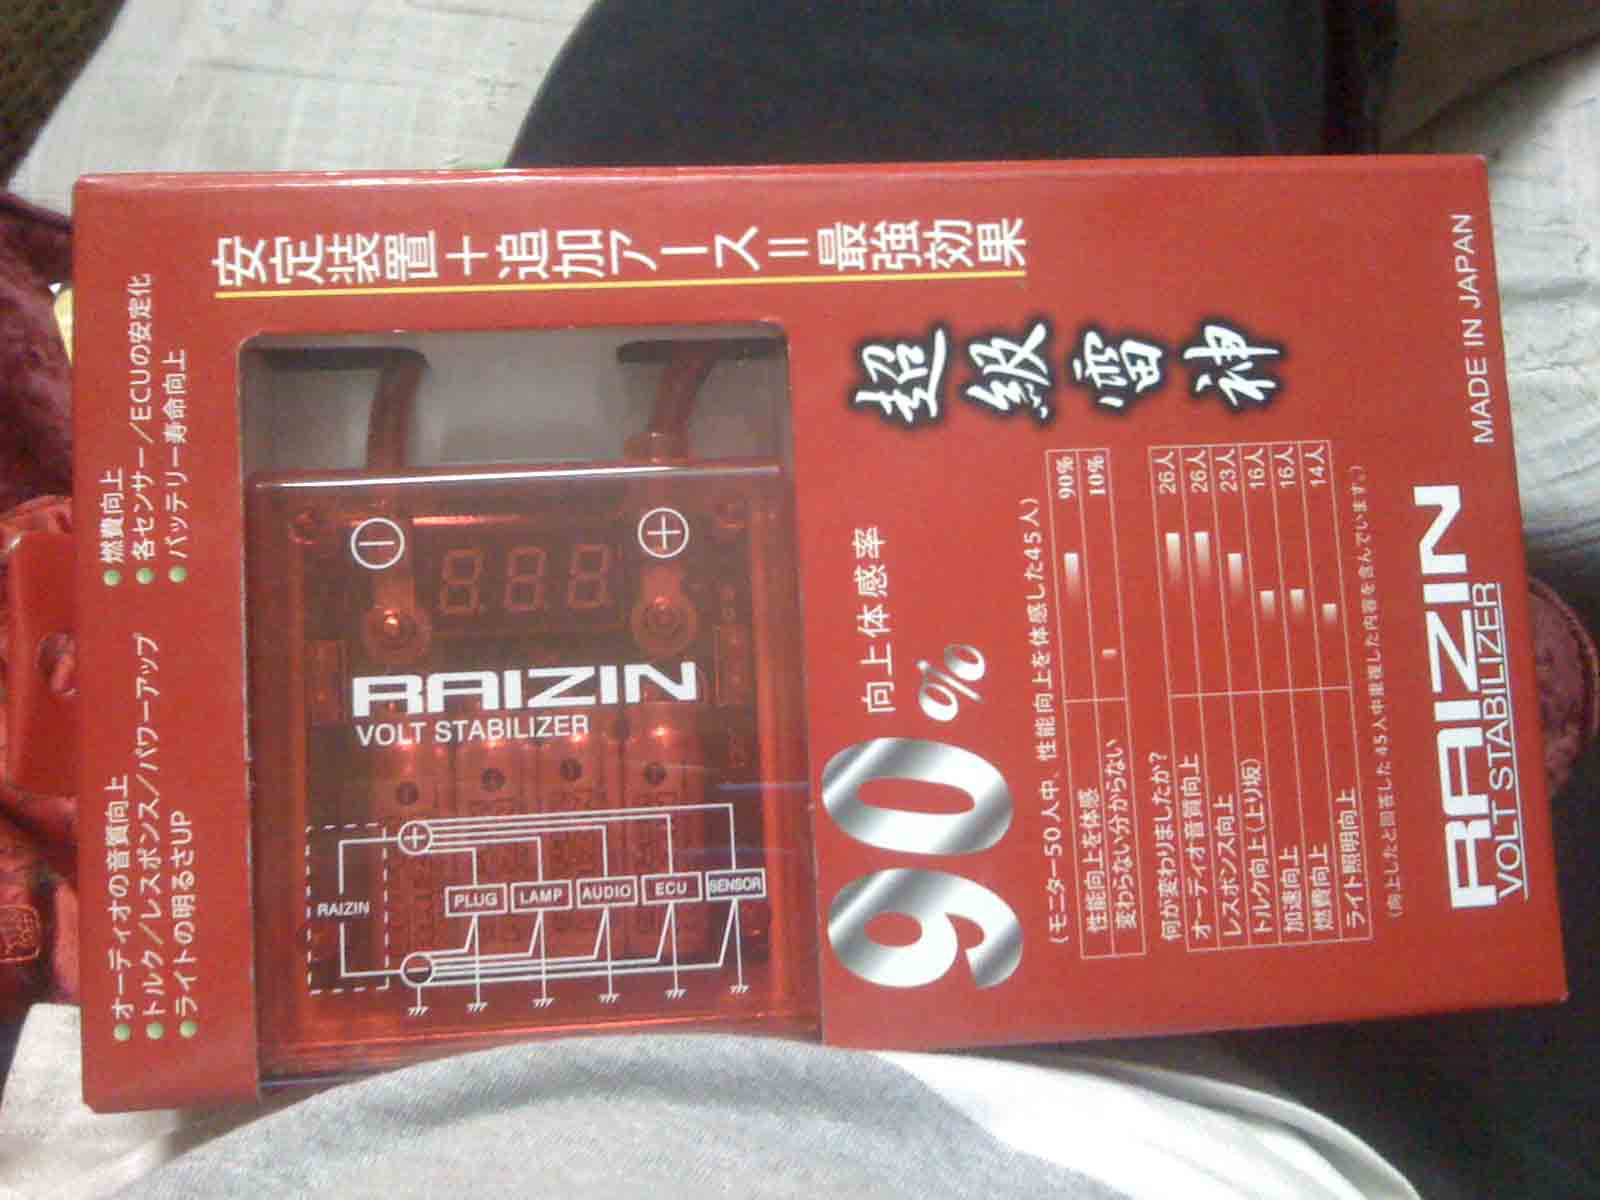 ●オーディオの音質向上
●トルク/レスポンス/パワーアップ
●ライトの明るさUP
●燃費向上
●各センサー/ECUの安定化
●バッテリー寿命向上
安定装置＋追加アース＝最強効果
超級雷神
RAIZIN
VOLT STABILIZER
RAIZIN
PLUG
LAMP
AUDIO
ECU
SENSOR
90% 向上体感率
(モニター50人中、性能向上を体感した45人)
性能向上を体感 90%
変わらない/分からない 10%
何が変わりましたか?
オーディオ音質向上 26人
レスポンス向上 26人
トルク向上(上り坂) 23人
加速向上 16人
燃費向上 16人
ライト照明向上 14人
(向上したと回答した45人中重複した内容を含んでいます。)
RAIZIN
VOLT STABILIZER
MADE IN JAPAN